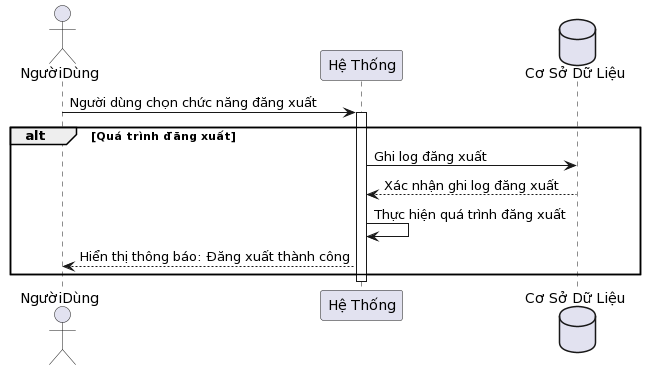 NgườiDùng
Hệ Thống
Cơ Sở Dữ Liệu
Người dùng chọn chức năng đăng xuất
alt [Quá trình đăng xuất]
Ghi log đăng xuất
Xác nhận ghi log đăng xuất
Thực hiện quá trình đăng xuất
Hiển thị thông báo: Đăng xuất thành công
NgườiDùng
Hệ Thống
Cơ Sở Dữ Liệu